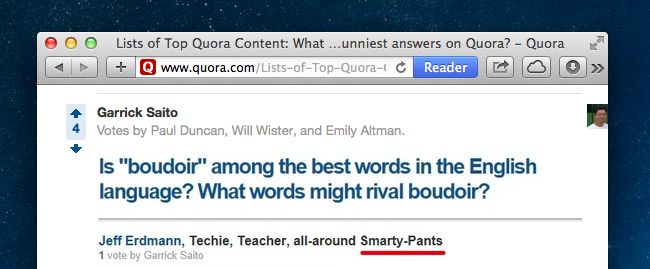 Lists of Top Quora Content: What ...unniest answers on Quora? – Quora
Q www.quora.com/Lists-of-Top-Quora- Reader
Garrick Saito
4
Votes by Paul Duncan, Will Wister, and Emily Altman.
Is "boudoir" among the best words in the English
language? What words might rival boudoir?
Jeff Erdmann, Techie, Teacher, all-around Smarty-Pants
1 vote by Garrick Saito